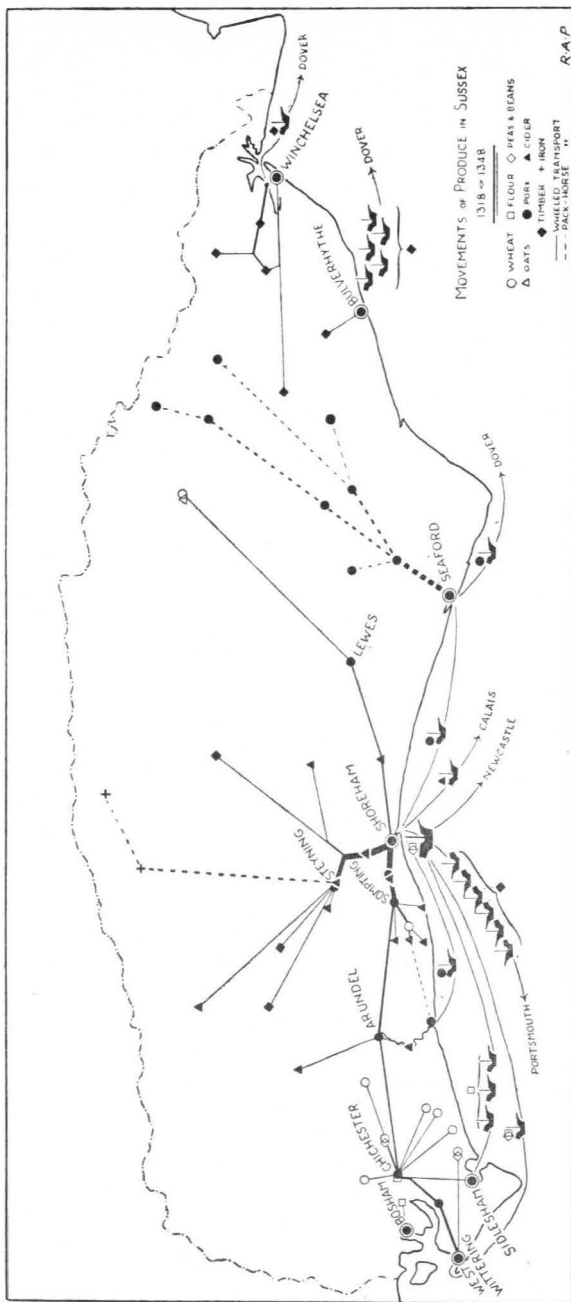 MOVEMENTS OF PRODUCE IN SUSSEX
1318 TO 1348
WHEAT
FLOUR
PEAS & BEANS
OATS
PORK
CIDER
TIMBER
IRON
WHEELED TRANSPORT
PACK-HORSE "
R.A.P
DOVER
WINCHELSEA
DOVER
BULVERHYTHE
DOVER
SEAFORD
LEWES
CALAIS
NEWCASTLE
SHOREHAM
STEYNING
SOMPTING
ARUNDEL
PORTSMOUTH
CHICHESTER
BOSHAM
WEST
WITTERING
SIDLESHAM